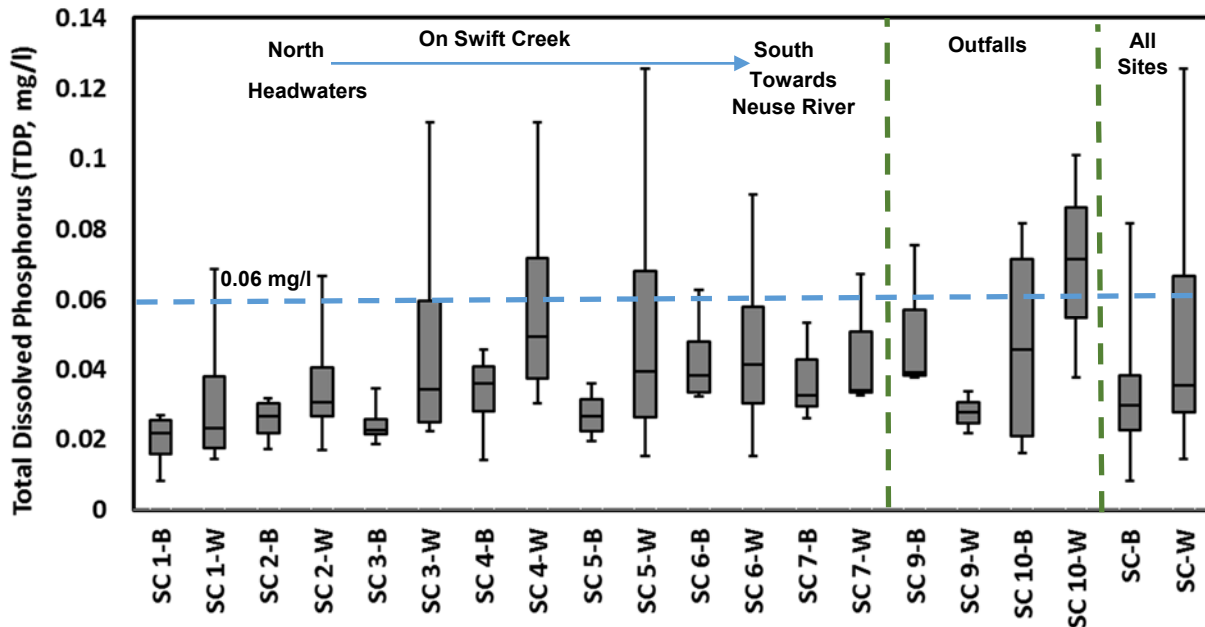 Total Dissolved Phosphorus (TDP, mg/l)
0.14
0.12
0.1
0.08
0.06
0.04
0.02
0
On Swift Creek
North
South
Headwaters
Towards
Neuse River
Outfalls
All
Sites
0.06 mg/l
SC 1-B
SC 1-W
SC 2-B
SC 2-W
SC 3-B
SC 3-W
SC 4-B
SC 4-W
SC 5-B
SC 5-W
SC 6-B
SC 6-W
SC 7-B
SC 7-W
SC 9-B
SC 9-W
SC 10-B
SC 10-W
SC-B
SC-W